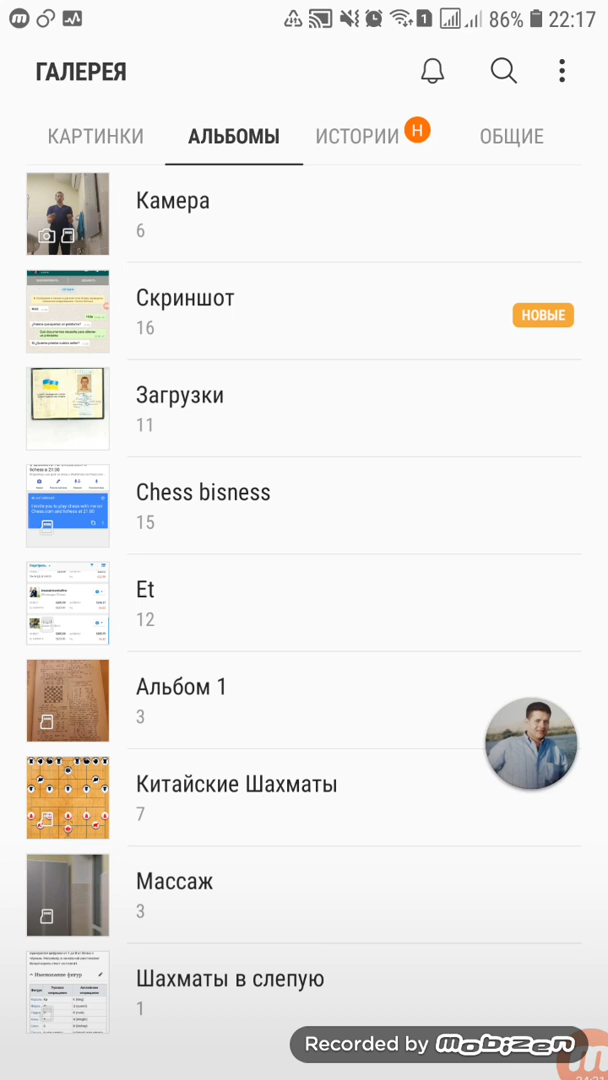 86% 22:17
ГАЛЕРЕЯ
КАРТИНКИ АЛЬБОМЫ ИСТОРИИ Н ОБЩИЕ
Камера
6
Скриншот
16
НОВЫЕ
Загрузки
11
Chess bisness
15
Et
12
Альбом 1
3
Китайские Шахматы
7
Массаж
3
Шахматы в слепую
1
Recorded by mobizen